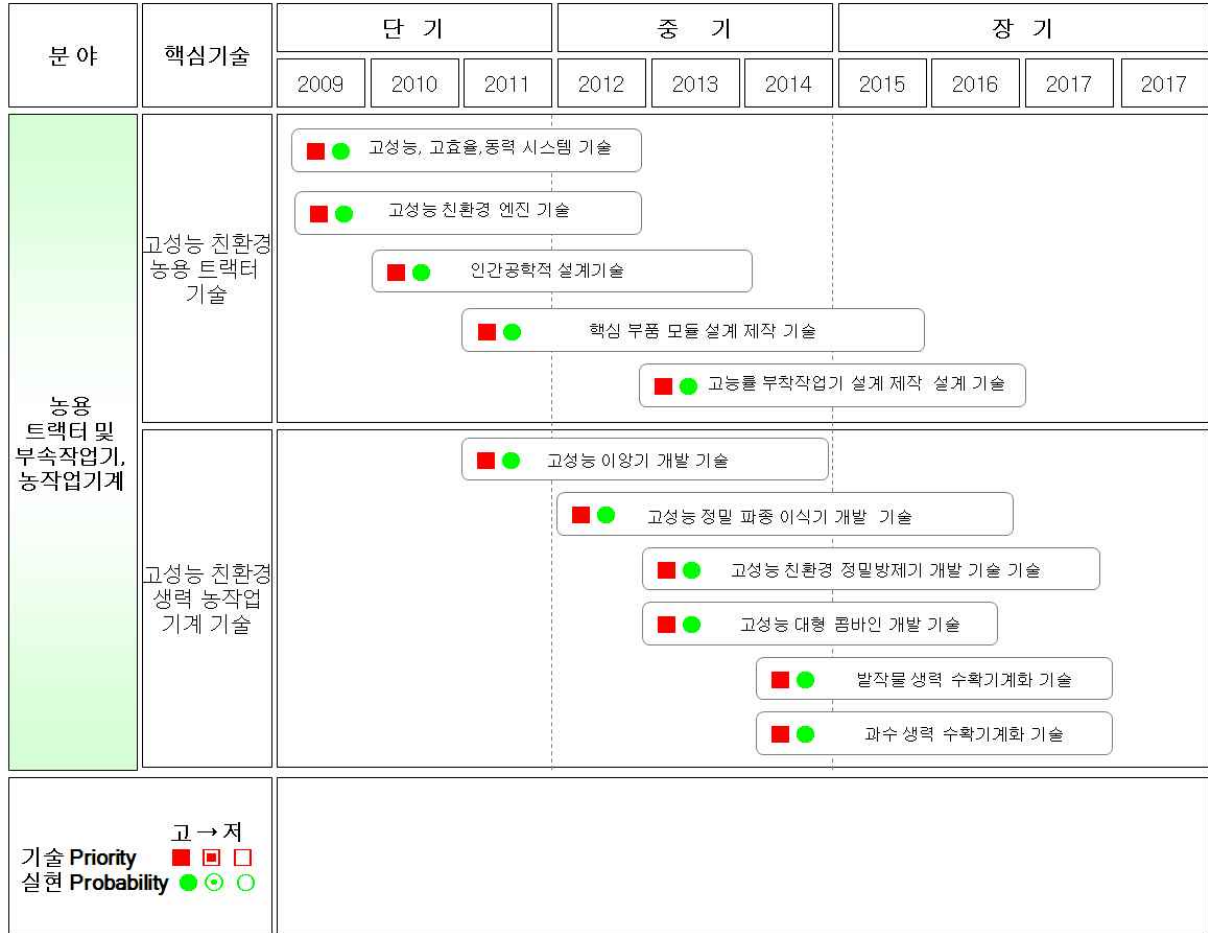 분 야
핵심기술
단 기
중 기
장 기
2009
2010
2011
2012
2013
2014
2015
2016
2017
2017
농용
트랙터 및
부속작업기,
농작업기계
고성능 친환경
농용 트랙터
기술
고성능, 고효율,동력 시스템 기술
고성능 친환경 엔진 기술
인간공학적 설계기술
핵심 부품 모듈 설계 제작 기술
고능률 부착작업기 설계 제작 설계 기술
고성능 친환경
생력 농작업
기계 기술
고성능 이앙기 개발 기술
고성능 정밀 파종 이식기 개발 기술
고성능 친환경 정밀방제기 개발 기술 기술
고성능 대형 콤바인 개발 기술
발작물 생력 수확기계화 기술
과수 생력 수확기계화 기술
고 → 저
기술 Priority
실현 Probability